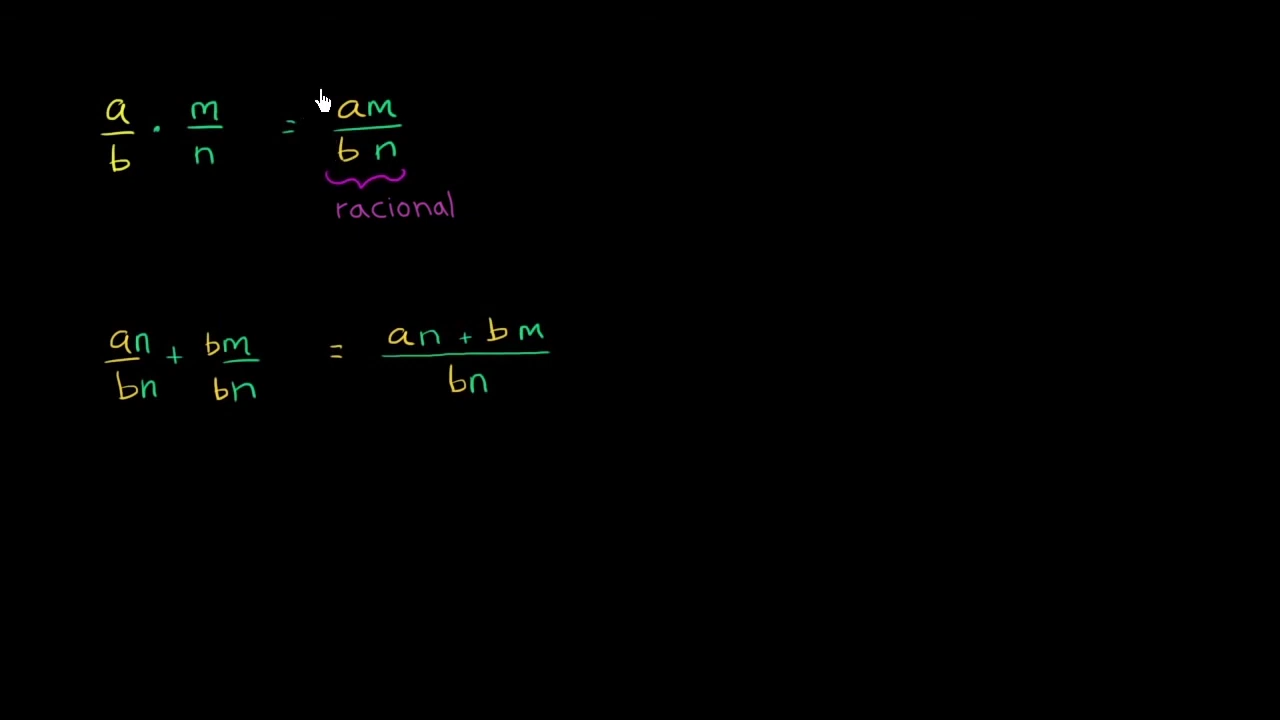 a/b · m/n = am/bn
racional
an/bn + bm/bn = an + bm/bn